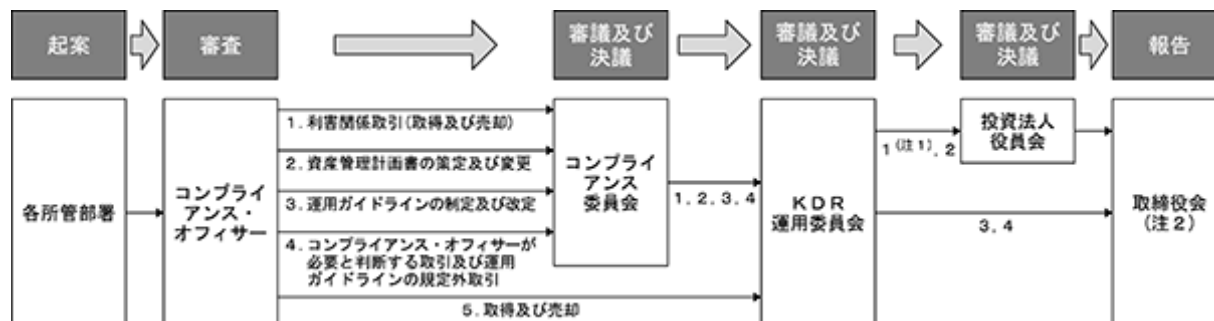 起案
審査
審議及び
決議
審議及び
決議
審議及び
決議
報告
各所管部署
コンプライ
アンス・
オフィサー
1. 利害関係取引(取得及び売却)
2. 資産管理計画書の策定及び変更
3. 運用ガイドラインの制定及び改定
4. コンプライアンス・オフィサーが
必要と判断する取引及び運用
ガイドラインの規定外取引
5. 取得及び売却
コンプライ
アンス
委員会
1, 2, 3, 4
KDR
運用委員会
1(注1), 2
3, 4
投資法人
役員会
取締役会
(注2)